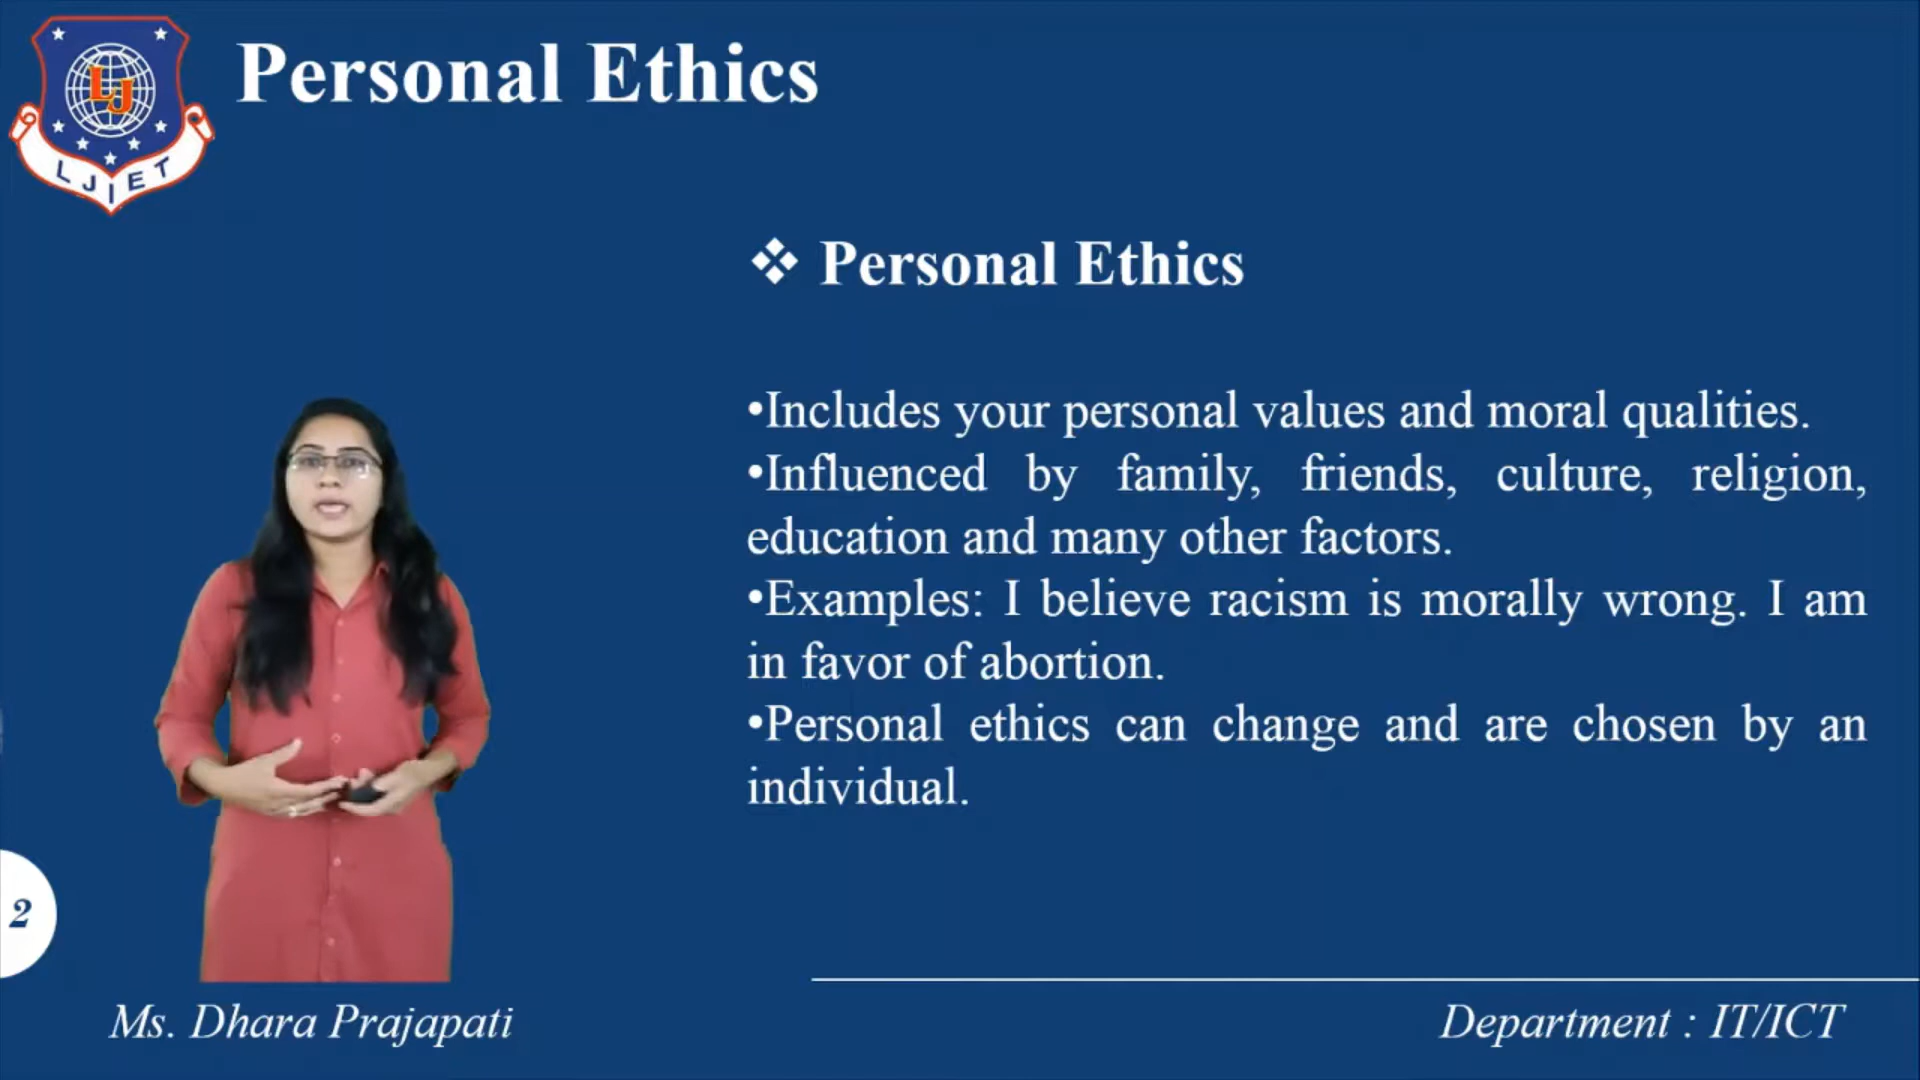 LJ
LJIET
Personal Ethics
❖ Personal Ethics
•Includes your personal values and moral qualities.
•Influenced by family, friends, culture, religion,
education and many other factors.
•Examples: I believe racism is morally wrong. I am
in favor of abortion.
•Personal ethics can change and are chosen by an
individual.
2
Ms. Dhara Prajapati
Department : IT/ICT